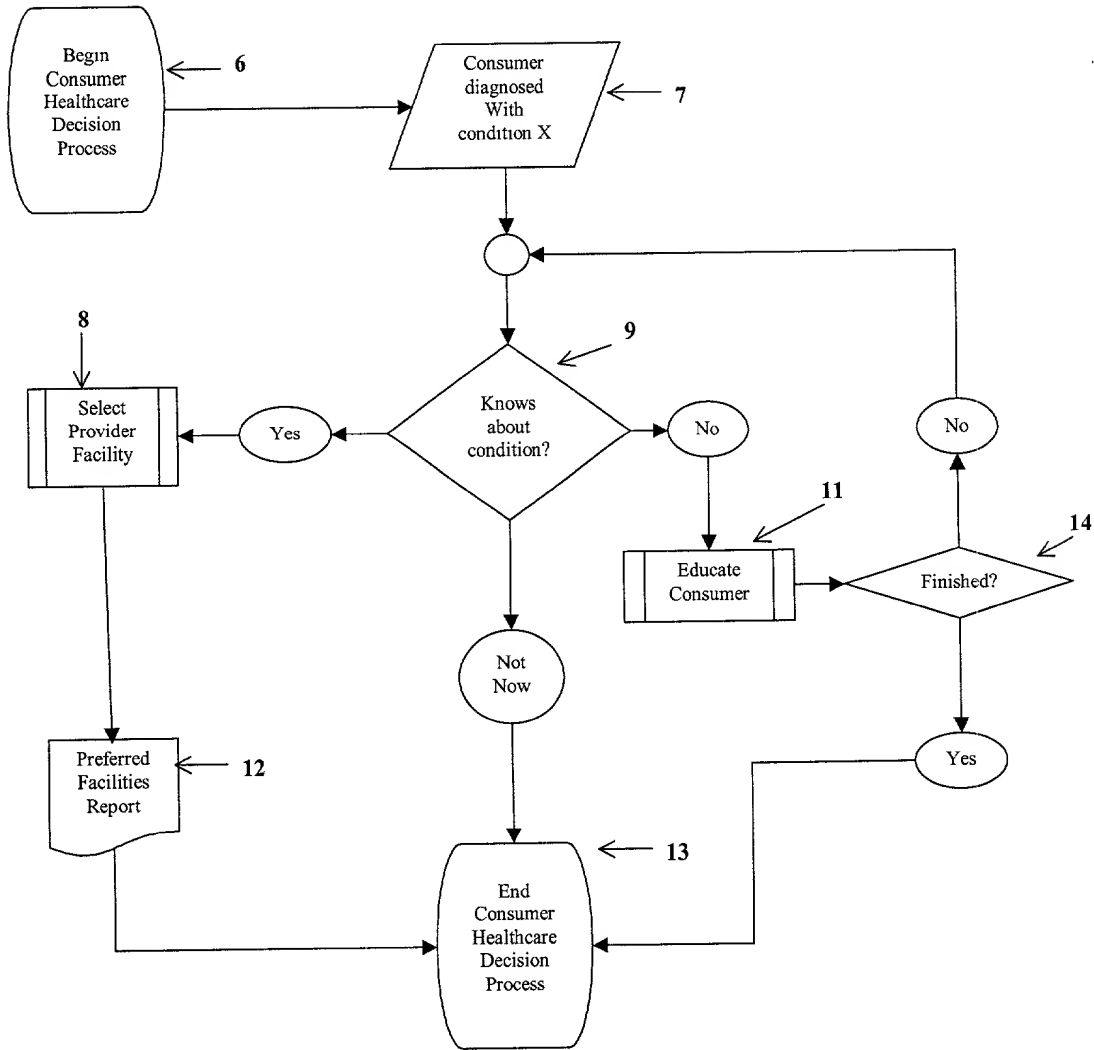 Begin
Consumer
Healthcare
Decision
Process
6
Consumer
diagnosed
With
condition X
7
8
9
Select
Provider
Facility
Yes
Knows
about
condition?
No
No
11
14
Educate
Consumer
Finished?
Not
Now
Preferred
Facilities
Report
12
Yes
13
End
Consumer
Healthcare
Decision
Process